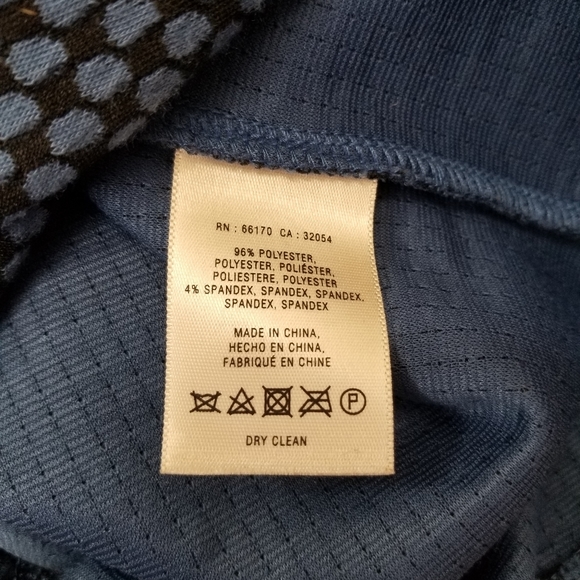 RN : 66170 CA : 32054
96% POLYESTER,
POLYESTER, POLIÉSTER,
POLIESTERE, POLYESTER
4% SPANDEX, SPANDEX, SPANDEX,
SPANDEX, SPANDEX
MADE IN CHINA,
HECHO EN CHINA,
FABRIQUÉ EN CHINE
P
DRY CLEAN